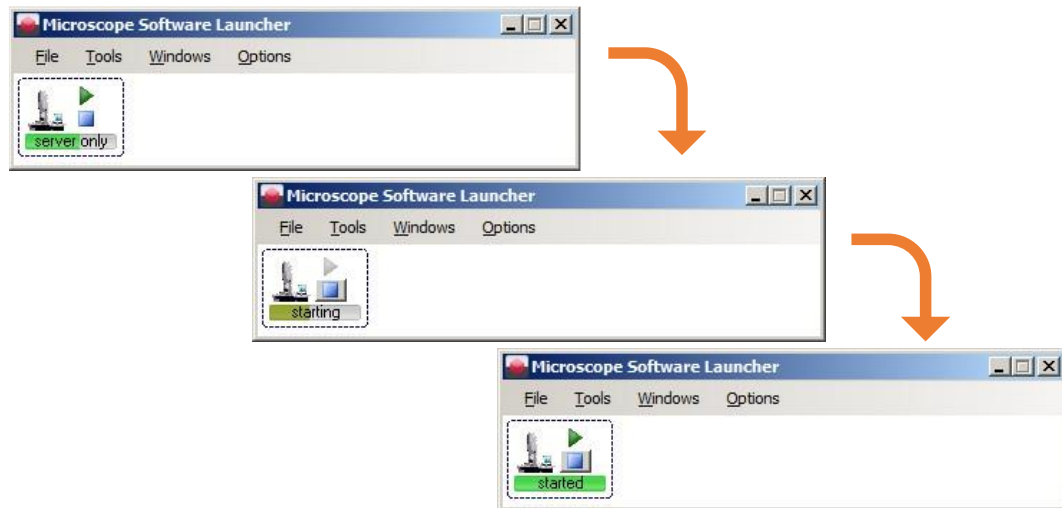 Microscope Software Launcher
File Tools Windows Options
server only
Microscope Software Launcher
File Tools Windows Options
starting
Microscope Software Launcher
File Tools Windows Options
started